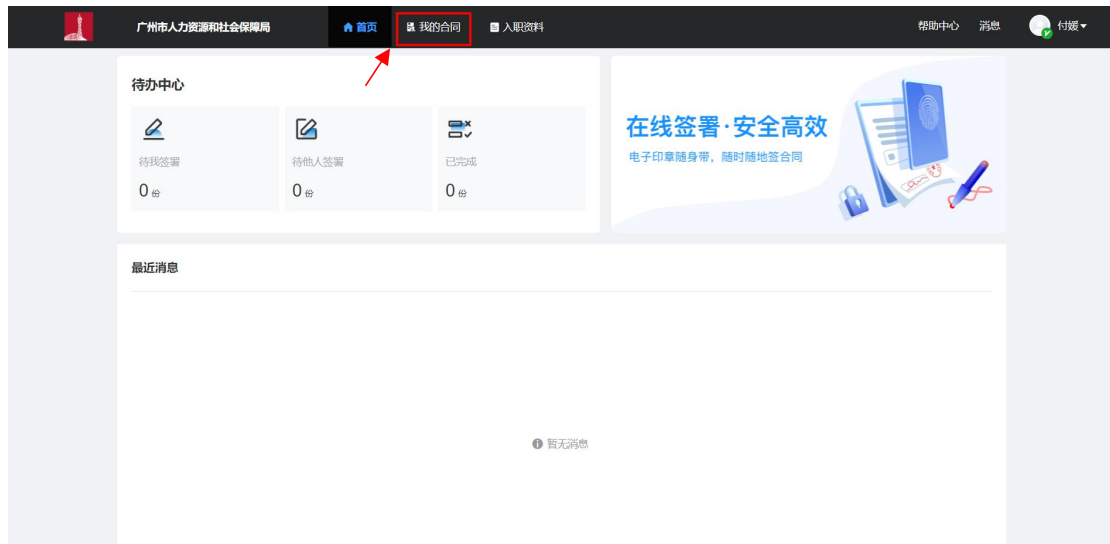 广州市人力资源和社会保障局 首页 我的合同 入职资料 帮助中心 消息 付媛
待办中心
待我签署 待他人签署 已完成
0 份 0 份 0 份
在线签署·安全高效
电子印章随身带，随时随地签合同
最近消息
暂无消息